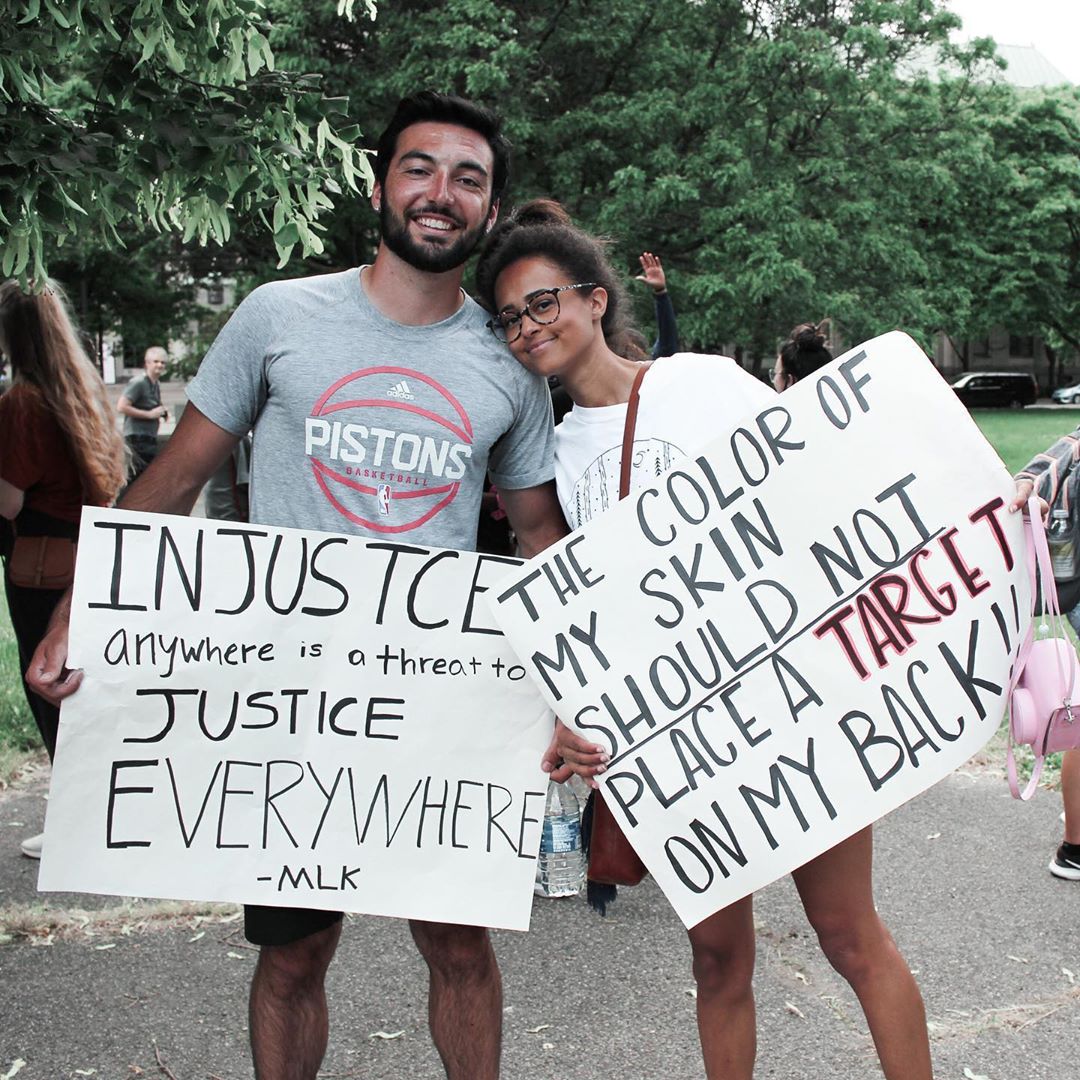 adidas
PISTONS
BASKETBALL
INJUSTCE
anywhere is a threat to
JUSTICE
EVERYWHERE
-MLK
THE COLOR OF
MY SKIN
SHOULD NOT
PLACE A TARGET
ON MY BACK!!